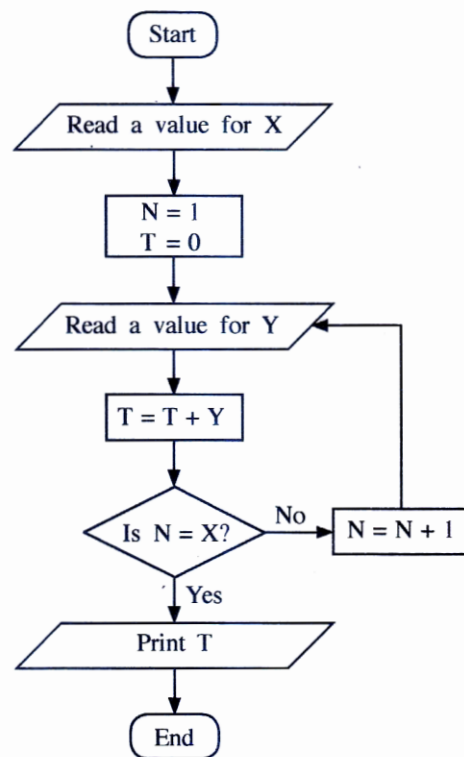 Start
Read a value for X
N = 1
T = 0
Read a value for Y
T = T + Y
Is N = X?
No
N = N + 1
Yes
Print T
End